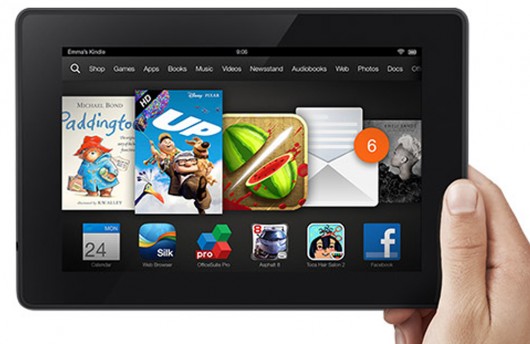 Emma's Kindle 8:06
Shop Games Apps Books Music Videos Newsstand Audiobooks Web Photos Docs
MICHAEL BOND
Paddington
R.W. ALLEY
HD
Disney PIXAR
UP
6
MON
24
Calendar
Silk
Web Browser
pro
OfficeSuite Pro
8
Asphalt 8
Toca Hair Salon 2
f
Facebook